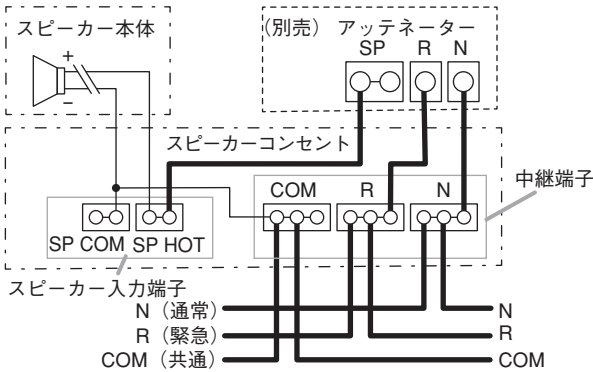 スピーカー本体
(別売) アッテネーター
SP R N
+
−
スピーカーコンセント
中継端子
COM R N
SP COM SP HOT
スピーカー入力端子
N(通常) N
R(緊急) R
COM(共通) COM